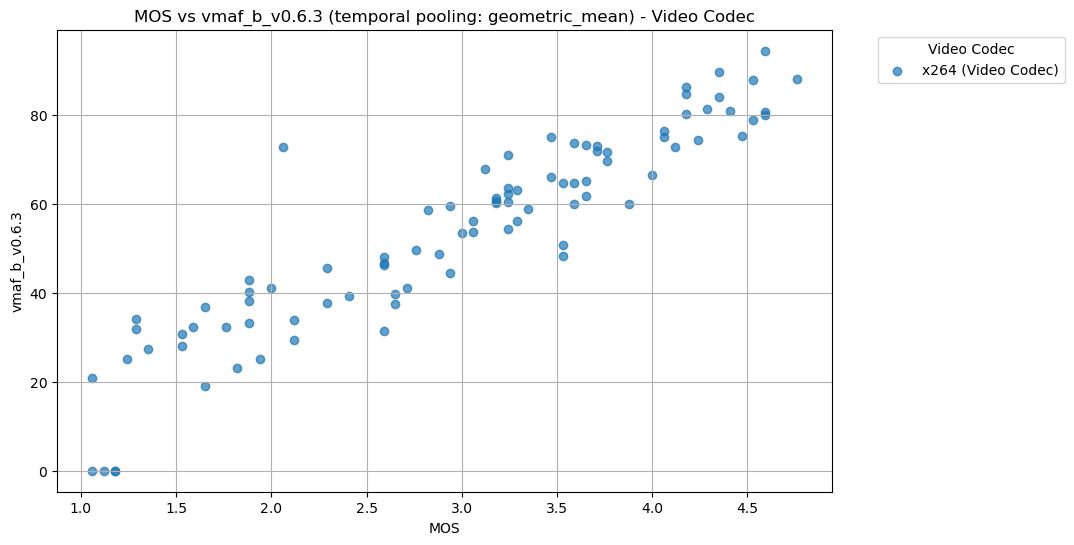 MOS vs vmaf_b_v0.6.3 (temporal pooling: geometric_mean) - Video Codec
Video Codec
x264 (Video Codec)
vmaf_b_v0.6.3
80
60
40
20
0
1.0 1.5 2.0 2.5 3.0 3.5 4.0 4.5
MOS